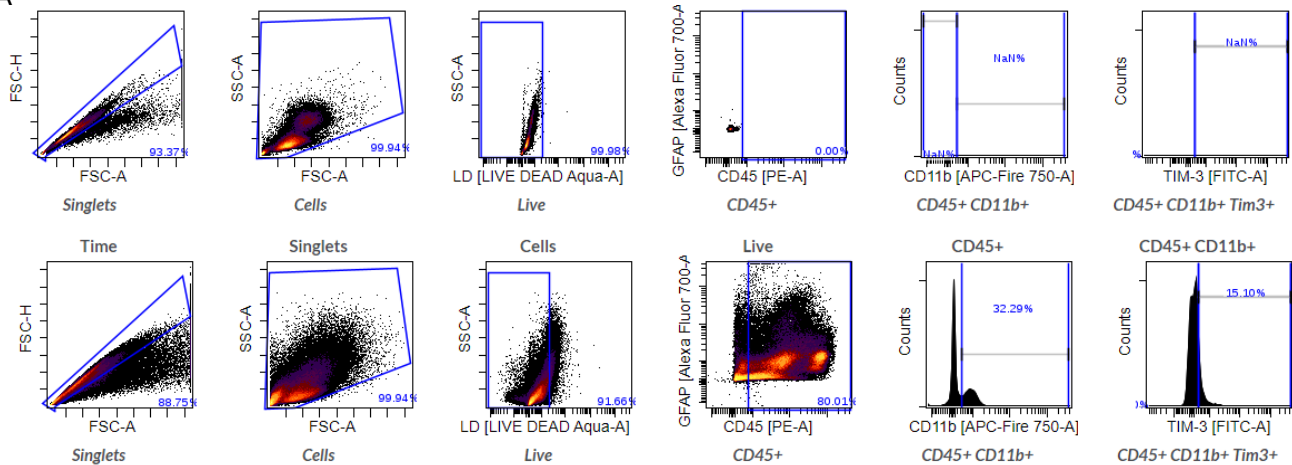 FSC-H
93.37%
FSC-A
Singlets
SSC-A
99.94%
FSC-A
Cells
SSC-A
99.98%
LD [LIVE DEAD Aqua-A]
Live
GFAP [Alexa Fluor 700-A
0.00%
CD45 [PE-A]
CD45+
Counts
NaN%
NaN%
CD11b [APC-Fire 750-A]
CD45+ CD11b+
Counts
NaN%
%
TIM-3 [FITC-A]
CD45+ CD11b+ Tim3+
Time
FSC-H
88.75%
FSC-A
Singlets
Singlets
SSC-A
99.94%
FSC-A
Cells
Cells
SSC-A
91.66%
LD [LIVE DEAD Aqua-A]
Live
Live
GFAP [Alexa Fluor 700-A
80.01%
CD45 [PE-A]
CD45+
CD45+
Counts
32.29%
CD11b [APC-Fire 750-A]
CD45+ CD11b+
CD45+ CD11b+
Counts
15.10%
)%
TIM-3 [FITC-A]
CD45+ CD11b+ Tim3+